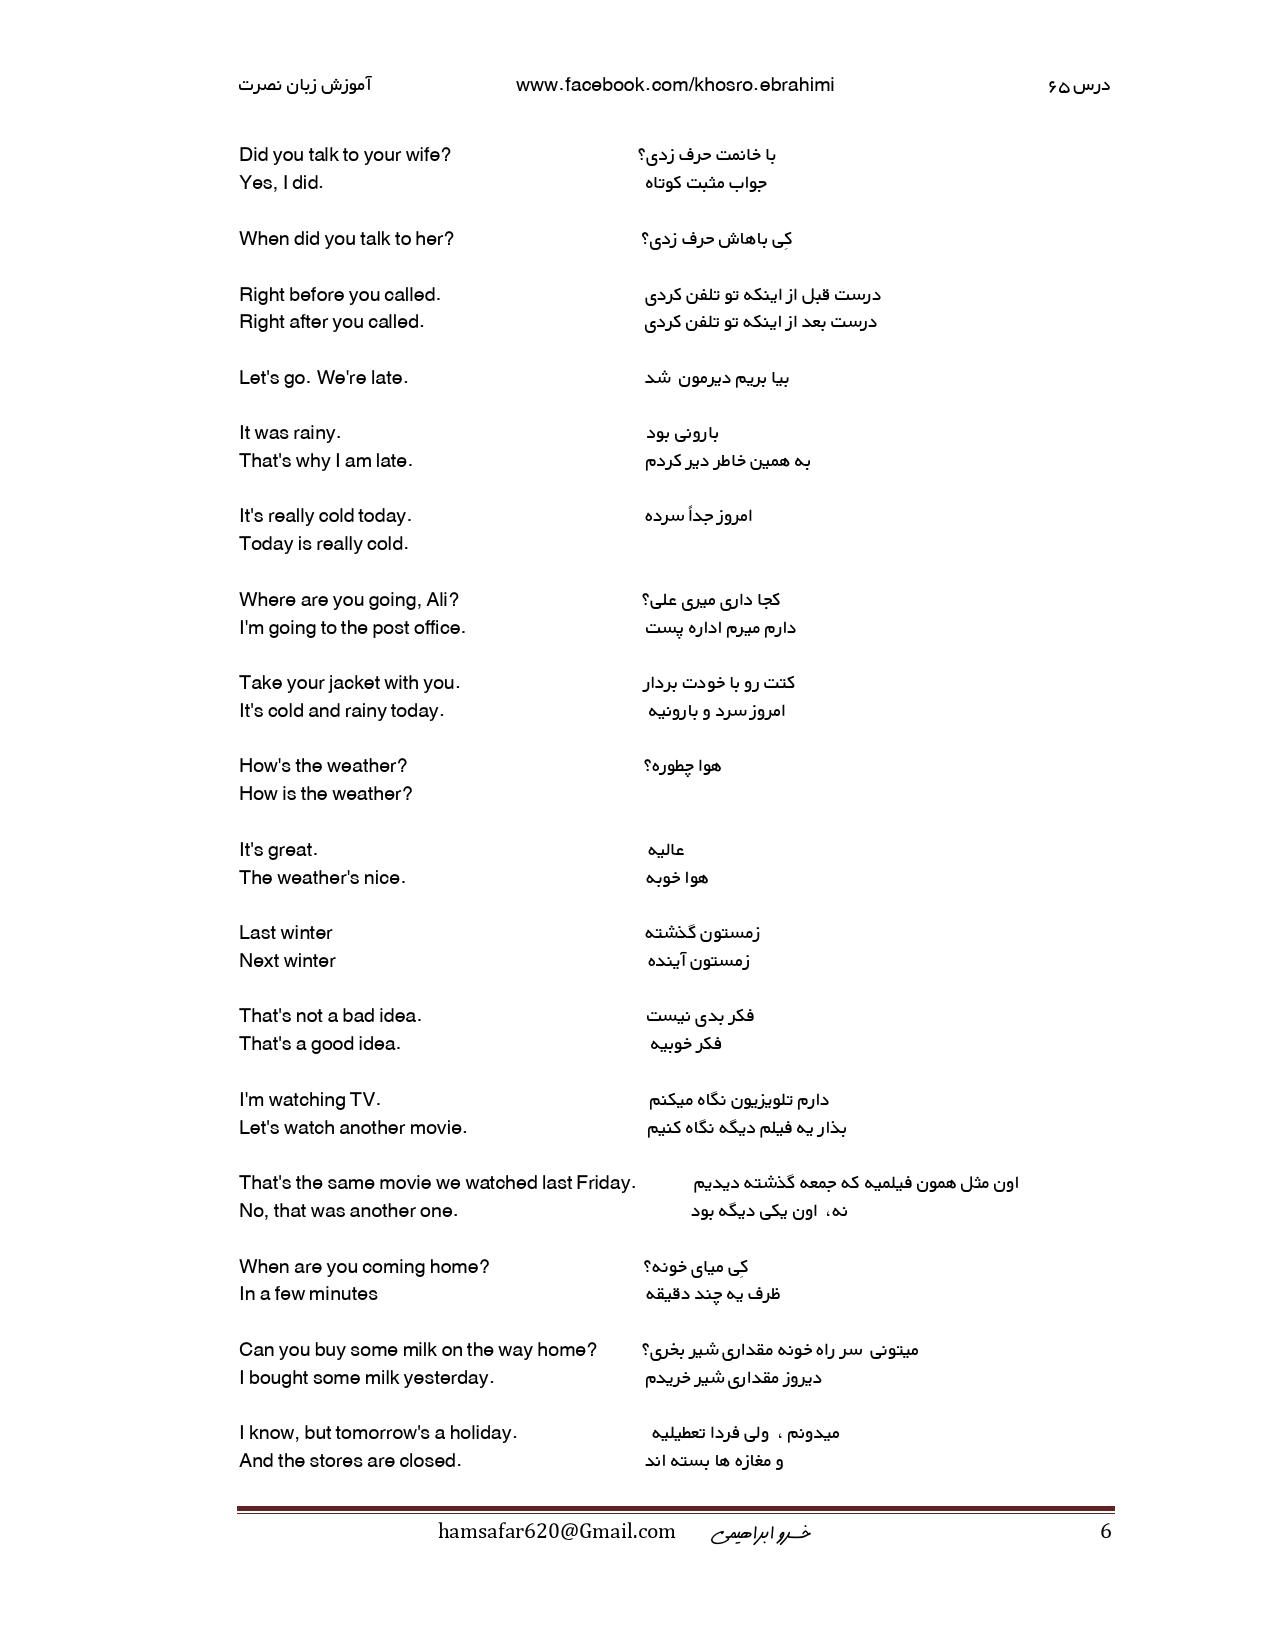 آموزش زبان نصرت www.facebook.com/khosro.ebrahimi درس ۶۵
Did you talk to your wife? با خانمت حرف زدی؟
Yes, I did. جواب مثبت کوتاه
When did you talk to her? کِی باهاش حرف زدی؟
Right before you called. درست قبل از اینکه تو تلفن کردی
Right after you called. درست بعد از اینکه تو تلفن کردی
Let's go. We're late. بیا بریم دیرمون شد
It was rainy. بارونی بود
That's why I am late. به همین خاطر دیر کردم
It's really cold today. امروز جداً سرده
Today is really cold.
Where are you going, Ali? کجا داری میری علی؟
I'm going to the post office. دارم میرم اداره پست
Take your jacket with you. کتت رو با خودت بردار
It's cold and rainy today. امروز سرد و بارونیه
How's the weather? هوا چطوره؟
How is the weather?
It's great. عالیه
The weather's nice. هوا خوبه
Last winter زمستون گذشته
Next winter زمستون آینده
That's not a bad idea. فکر بدی نیست
That's a good idea. فکر خوبیه
I'm watching TV. دارم تلویزیون نگاه میکنم
Let's watch another movie. بذار یه فیلم دیگه نگاه کنیم
That's the same movie we watched last Friday. اون مثل همون فیلمیه که جمعه گذشته دیدیم
No, that was another one. نه، اون یکی دیگه بود
When are you coming home? کِی میای خونه؟
In a few minutes ظرف یه چند دقیقه
Can you buy some milk on the way home? میتونی سر راه خونه مقداری شیر بخری؟
I bought some milk yesterday. دیروز مقداری شیر خریدم
I know, but tomorrow's a holiday. میدونم ، ولی فردا تعطیلیه
And the stores are closed. و مغازه ها بسته اند
hamsafar620@Gmail.com خسرو ابراهیمی 6